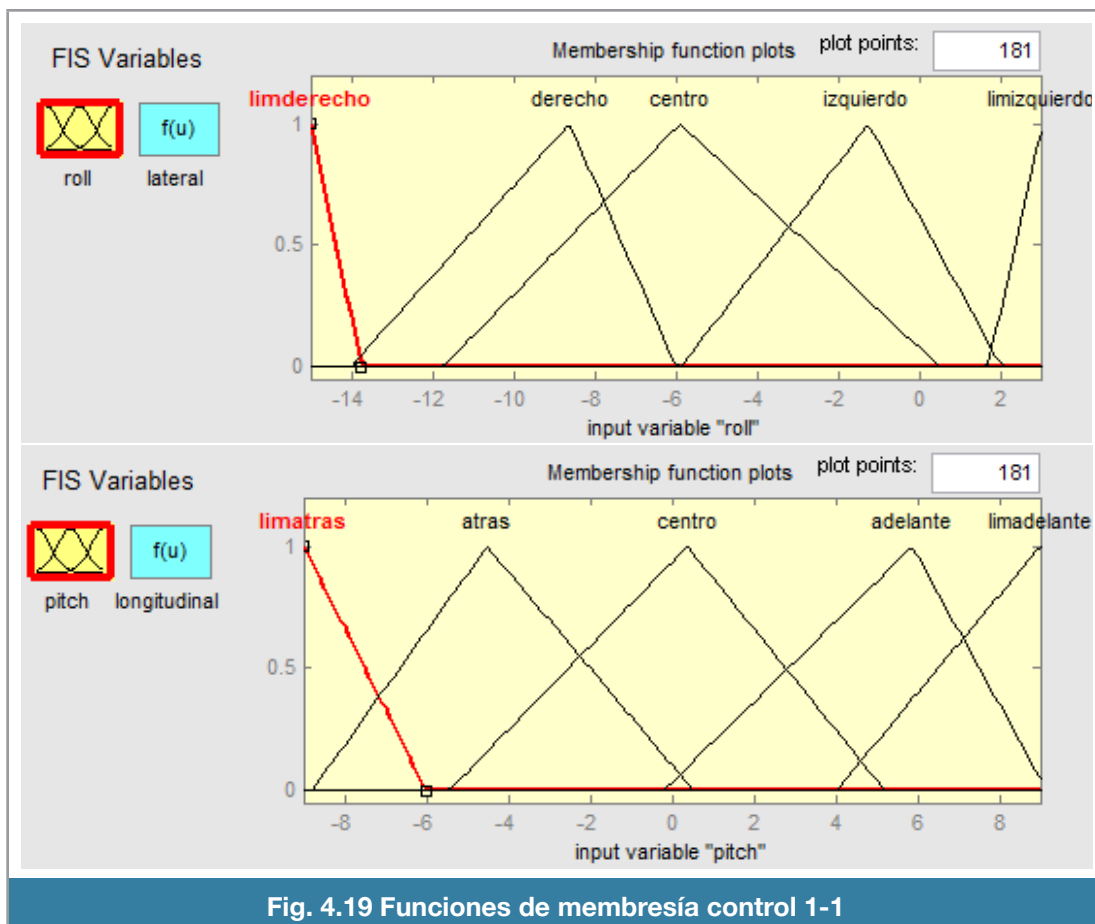 FIS Variables
Membership function plots
plot points:
181
limderecho
derecho
centro
izquierdo
limizquierdo
f(u)
roll
lateral
1
0.5
0
-14
-12
-10
-8
-6
-4
-2
0
2
input variable "roll"
FIS Variables
Membership function plots
plot points:
181
limatras
atras
centro
adelante
limadelante
f(u)
pitch
longitudinal
1
0.5
0
-8
-6
-4
-2
0
2
4
6
8
input variable "pitch"
Fig. 4.19 Funciones de membresía control 1-1